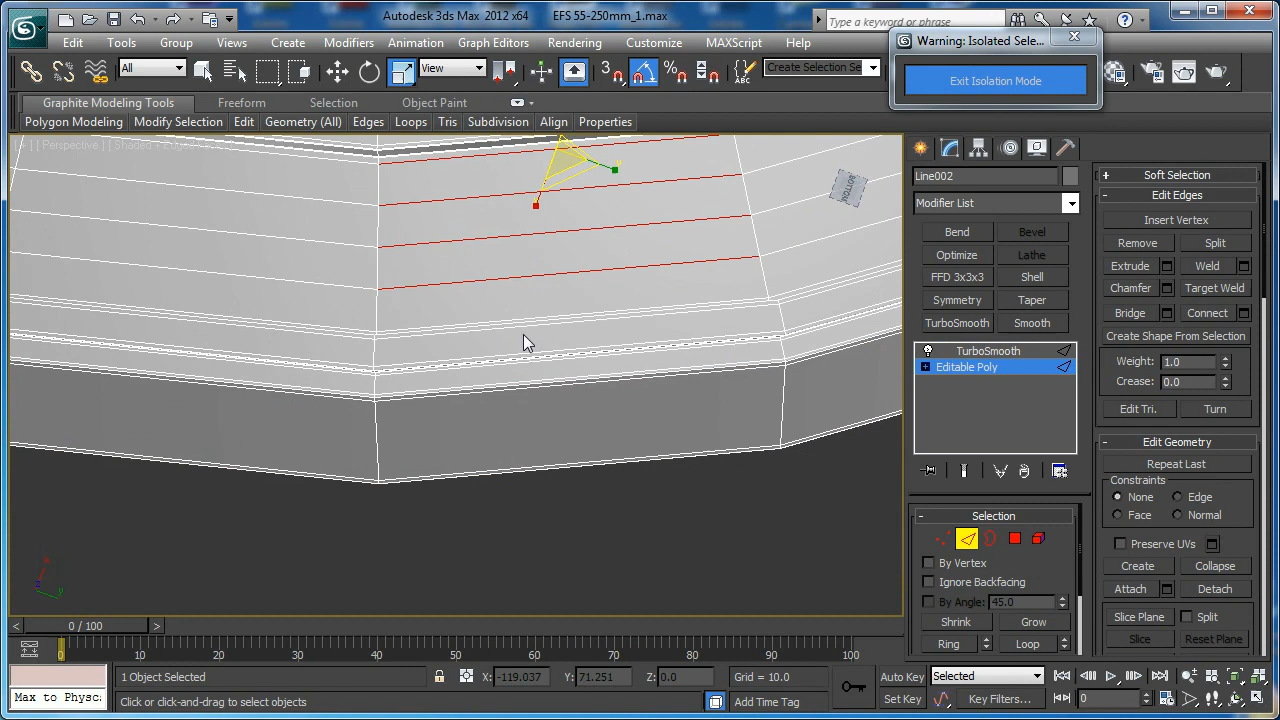 Autodesk 3ds Max 2012 x64 EFS 55-250mm_1.max
Type a keyword or phrase
Edit Tools Group Views Create Modifiers Animation Graph Editors Rendering Customize MAXScript Help
Warning: Isolated Sele...
Exit Isolation Mode
All View 3 Create Selection Se
Graphite Modeling Tools Freeform Selection Object Paint
Polygon Modeling Modify Selection Edit Geometry (All) Edges Loops Tris Subdivision Align Properties
BOTTOM
Line002
Modifier List
Bend Bevel
Optimize Lathe
FFD 3x3x3 Shell
Symmetry Taper
TurboSmooth Smooth
TurboSmooth
Editable Poly
Selection
By Vertex
Ignore Backfacing
By Angle: 45.0
Shrink Grow
Ring Loop
Soft Selection
Edit Edges
Insert Vertex
Remove Split
Extrude Weld
Chamfer Target Weld
Bridge Connect
Create Shape From Selection
Weight: 1.0
Crease: 0.0
Edit Tri. Turn
Edit Geometry
Repeat Last
Constraints
None Edge
Face Normal
Preserve UVs
Create Collapse
Attach Detach
Slice Plane Split
Slice Reset Plane
0 / 100
0 10 20 30 40 50 60 70 80 90 100
1 Object Selected X: -119.037 Y: 71.251 Z: 0.0 Grid = 10.0 Auto Key Selected
Max to Physc Click or click-and-drag to select objects Add Time Tag Set Key Key Filters... 0